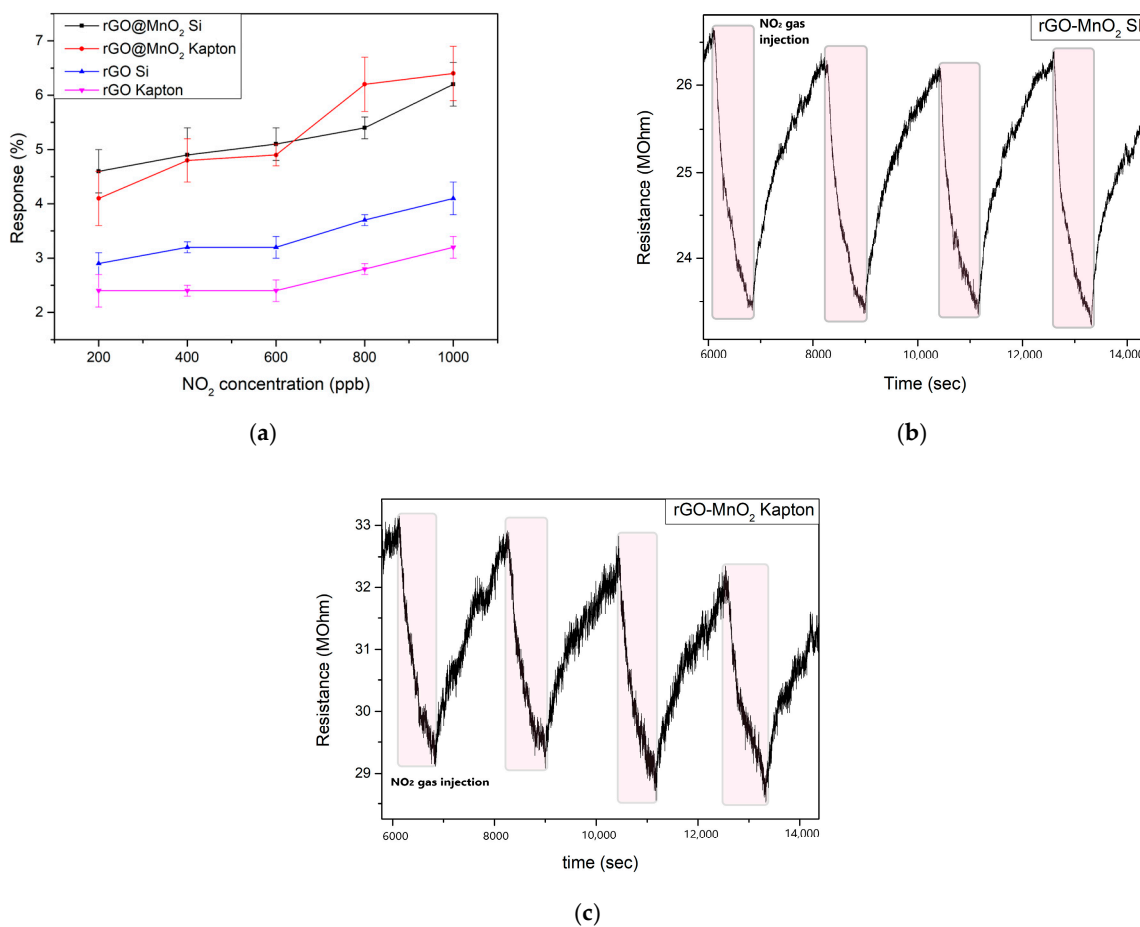 rGO@MnO₂ Si
rGO@MnO₂ Kapton
rGO Si
rGO Kapton
7
6
5
4
3
2
Response (%)
200 400 600 800 1000
NO₂ concentration (ppb)
(a)
NO₂ gas
injection
rGO-MnO₂ SI
26
25
24
Resistance (MOhm)
6000 8000 10,000 12,000 14,000
Time (sec)
(b)
rGO-MnO₂ Kapton
33
32
31
30
29
Resistance (MOhm)
NO₂ gas injection
6000 8000 10,000 12,000 14,000
time (sec)
(c)